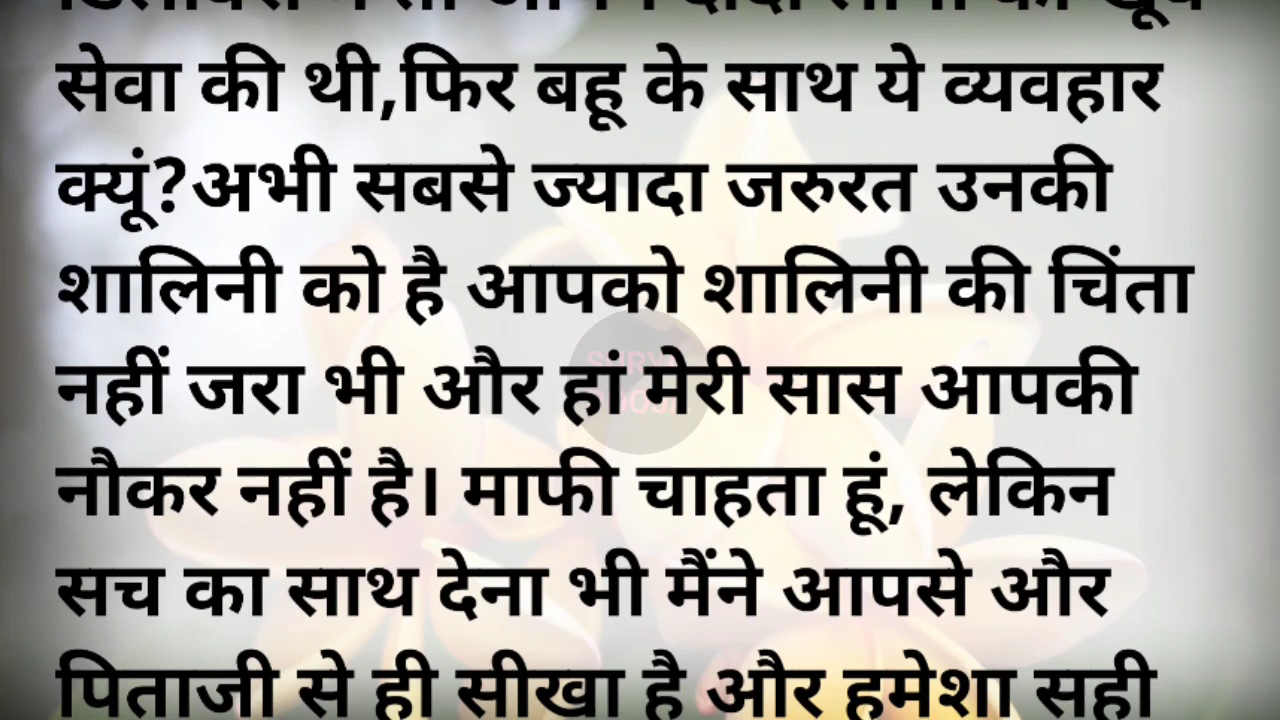 सेवा की थी,फिर बहू के साथ ये व्यवहार
क्यूं?अभी सबसे ज्यादा जरुरत उनकी
शालिनी को है आपको शालिनी की चिंता
नहीं जरा भी और हां मेरी सास आपकी
नौकर नहीं है। माफी चाहता हूं, लेकिन
सच का साथ देना भी मैंने आपसे और
पिताजी से ही सीखा है और हमेशा सही